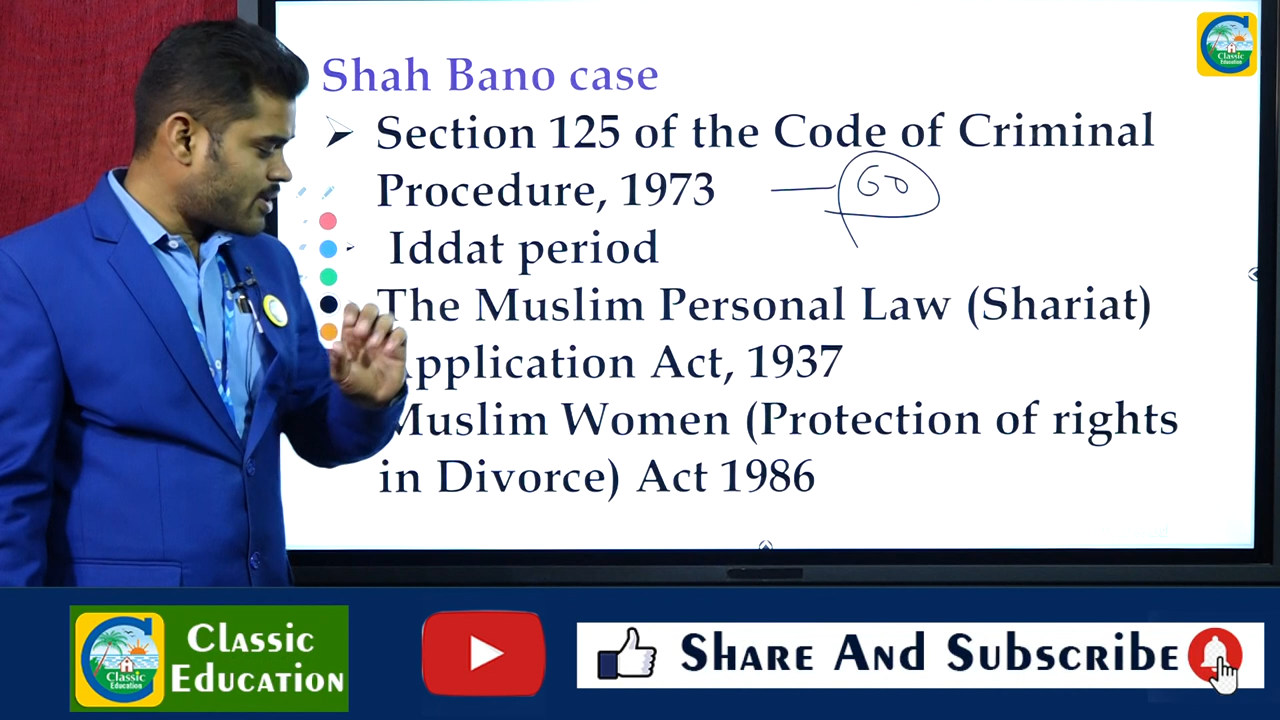 Classic
Education
Shah Bano case
Section 125 of the Code of Criminal
Procedure, 1973
60
Iddat period
The Muslim Personal Law (Shariat)
Application Act, 1937
Muslim Women (Protection of rights
in Divorce) Act 1986
Classic
Education
Classic
Education
Share And Subscribe